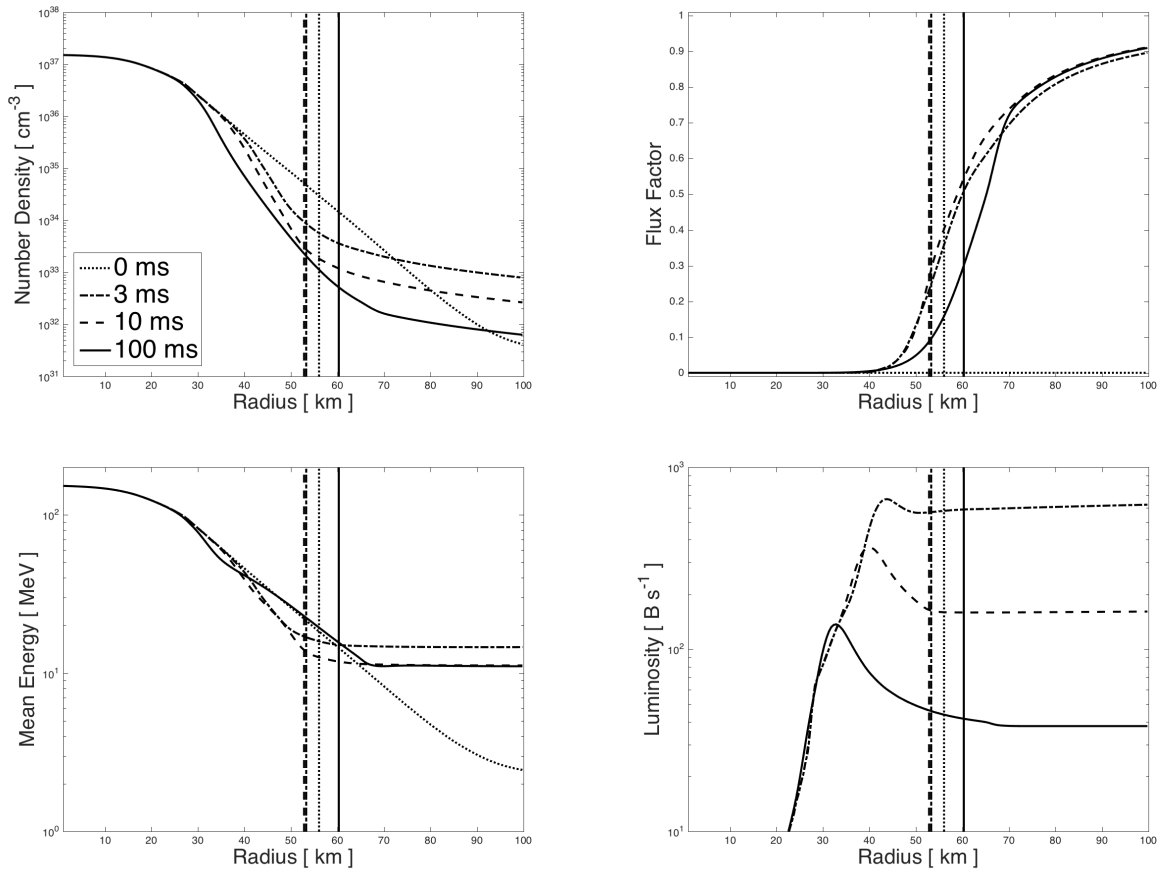 10^38
10^37
10^36
10^35
10^34
10^33
10^32
10^31
Number Density [ cm^-3 ]
0 ms
3 ms
10 ms
100 ms
10 20 30 40 50 60 70 80 90 100
Radius [ km ]
1
0.9
0.8
0.7
0.6
0.5
0.4
0.3
0.2
0.1
0
Flux Factor
10 20 30 40 50 60 70 80 90 100
Radius [ km ]
10^2
10^1
10^0
Mean Energy [ MeV ]
10 20 30 40 50 60 70 80 90 100
Radius [ km ]
10^3
10^2
10^1
Luminosity [ B s^-1 ]
10 20 30 40 50 60 70 80 90 100
Radius [ km ]